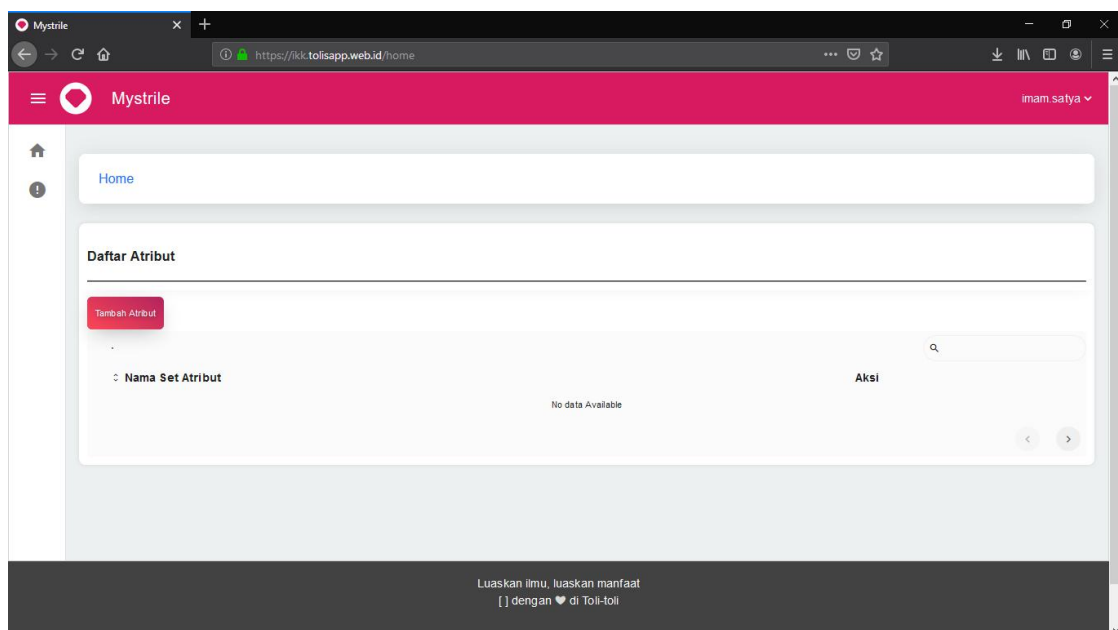 Mystrile
https://ikk.tolisapp.web.id/home
Mystrile
imam.satya
Home
Daftar Atribut
Tambah Atribut
Nama Set Atribut
Aksi
No data Available
Luaskan ilmu, luaskan manfaat
[ ] dengan ♥ di Toli-toli